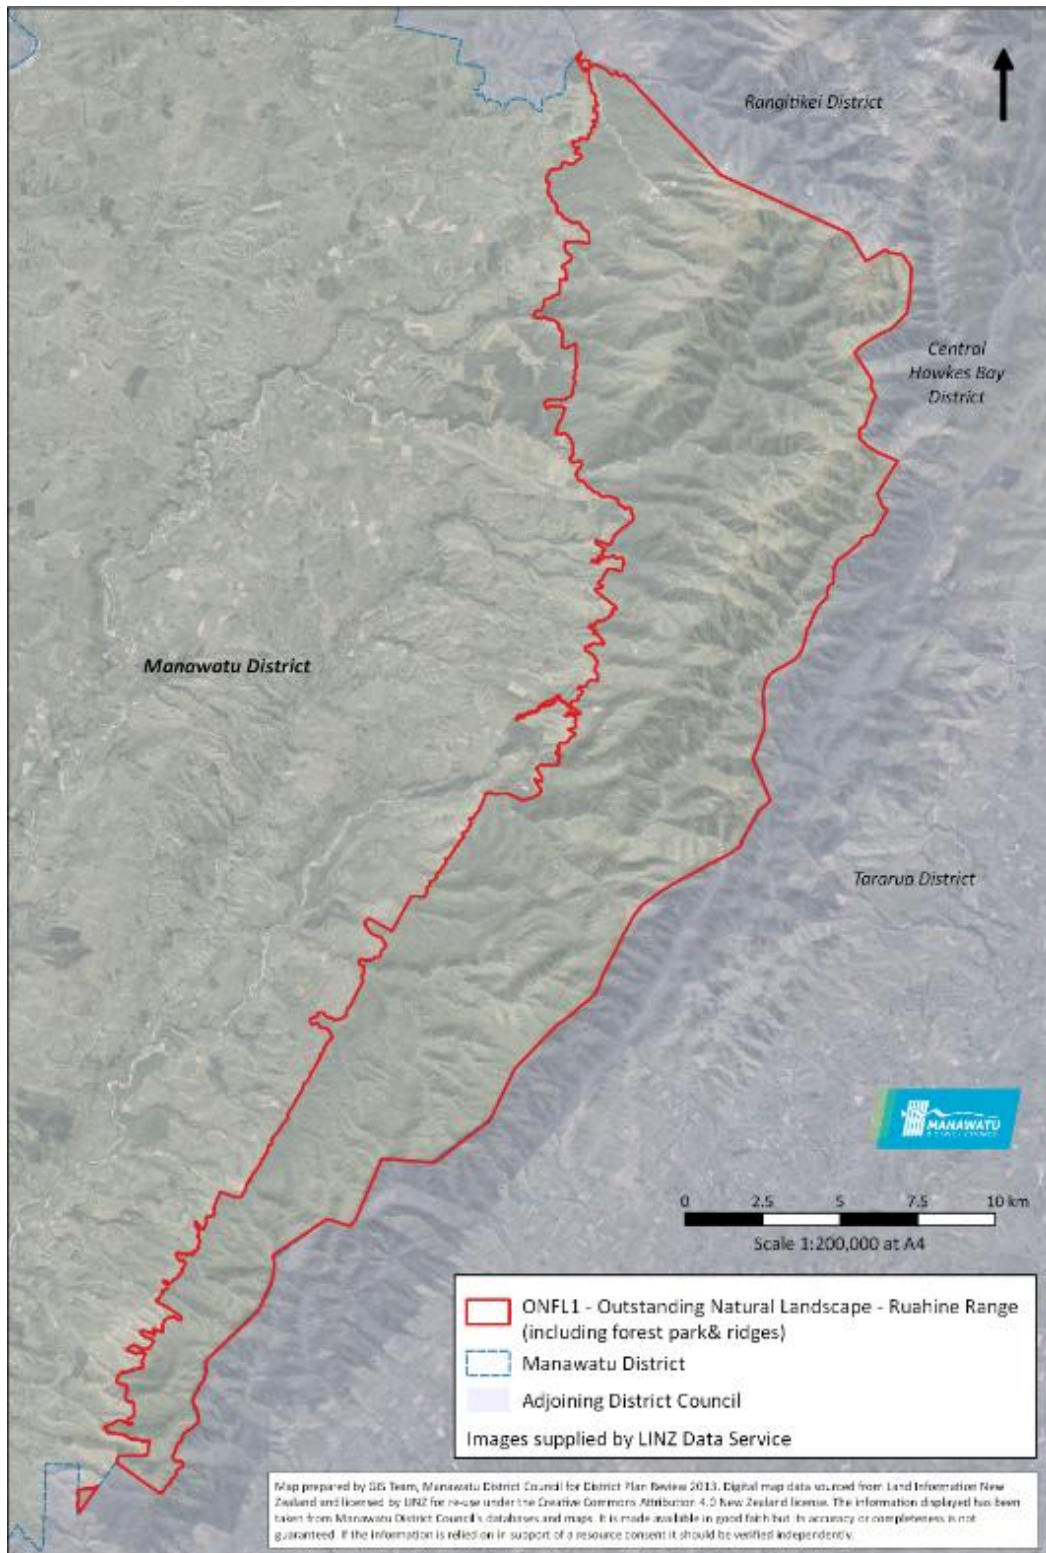 Rangitikei District
Central
Hawkes Bay
District
Manawatu District
Tararua District
MANAWATU
DISTRICT COUNCIL
0 2.5 5 7.5 10 km
Scale 1:200,000 at A4
ONFL1 - Outstanding Natural Landscape - Ruahine Range
(including forest park& ridges)
Manawatu District
Adjoining District Council
Images supplied by LINZ Data Service
Map prepared by GIS Team, Manawatu District Council for District Plan Review 2013. Digital map data sourced from Land Information New
Zealand and licensed by LINZ for re-use under the Creative Commons Attribution 4.0 New Zealand license. The information displayed has been
taken from Manawatu District Council's databases and maps. It is made available in good faith but its accuracy or completeness is not
guaranteed. If the information is relied on in support of a resource consent it should be verified independently.